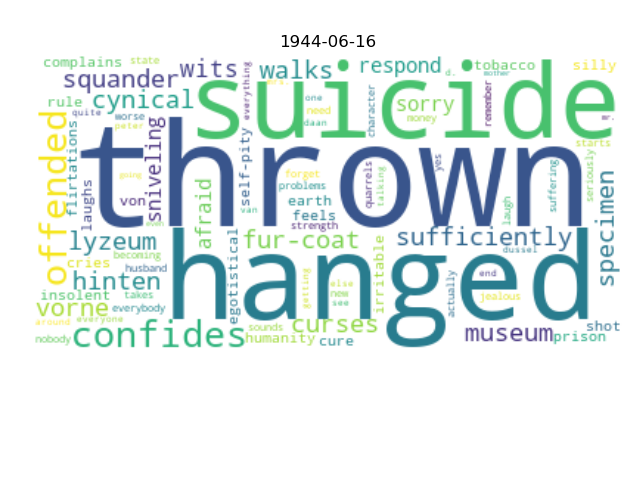 1944-06-16
complains
state
squander
wits
walks
respond
tobacco
silly
rule
cynical
suicide
sorry
quite
worse
peter
everything
mrs.
one
need
daan
character
money
d.
mother
remember
mr.
starts
offended
flirtations
laughs
sniveling
thrown
self-pity
problems
forget
quarrels
talking
yes
laugh
suffering
seriously
going
von
even
afraid
van
earth
feels
strength
specimen
lyzeum
becoming
cries
husband
hinten
insolent
takes
vorne
everybody
around
everyone
nobody
confides
hanged
fur-coat
egotistical
getting
else
new
see
irritable
sufficiently
dussel
actually
end
jealous
sounds
curses
humanity
cure
museum
prison
shot